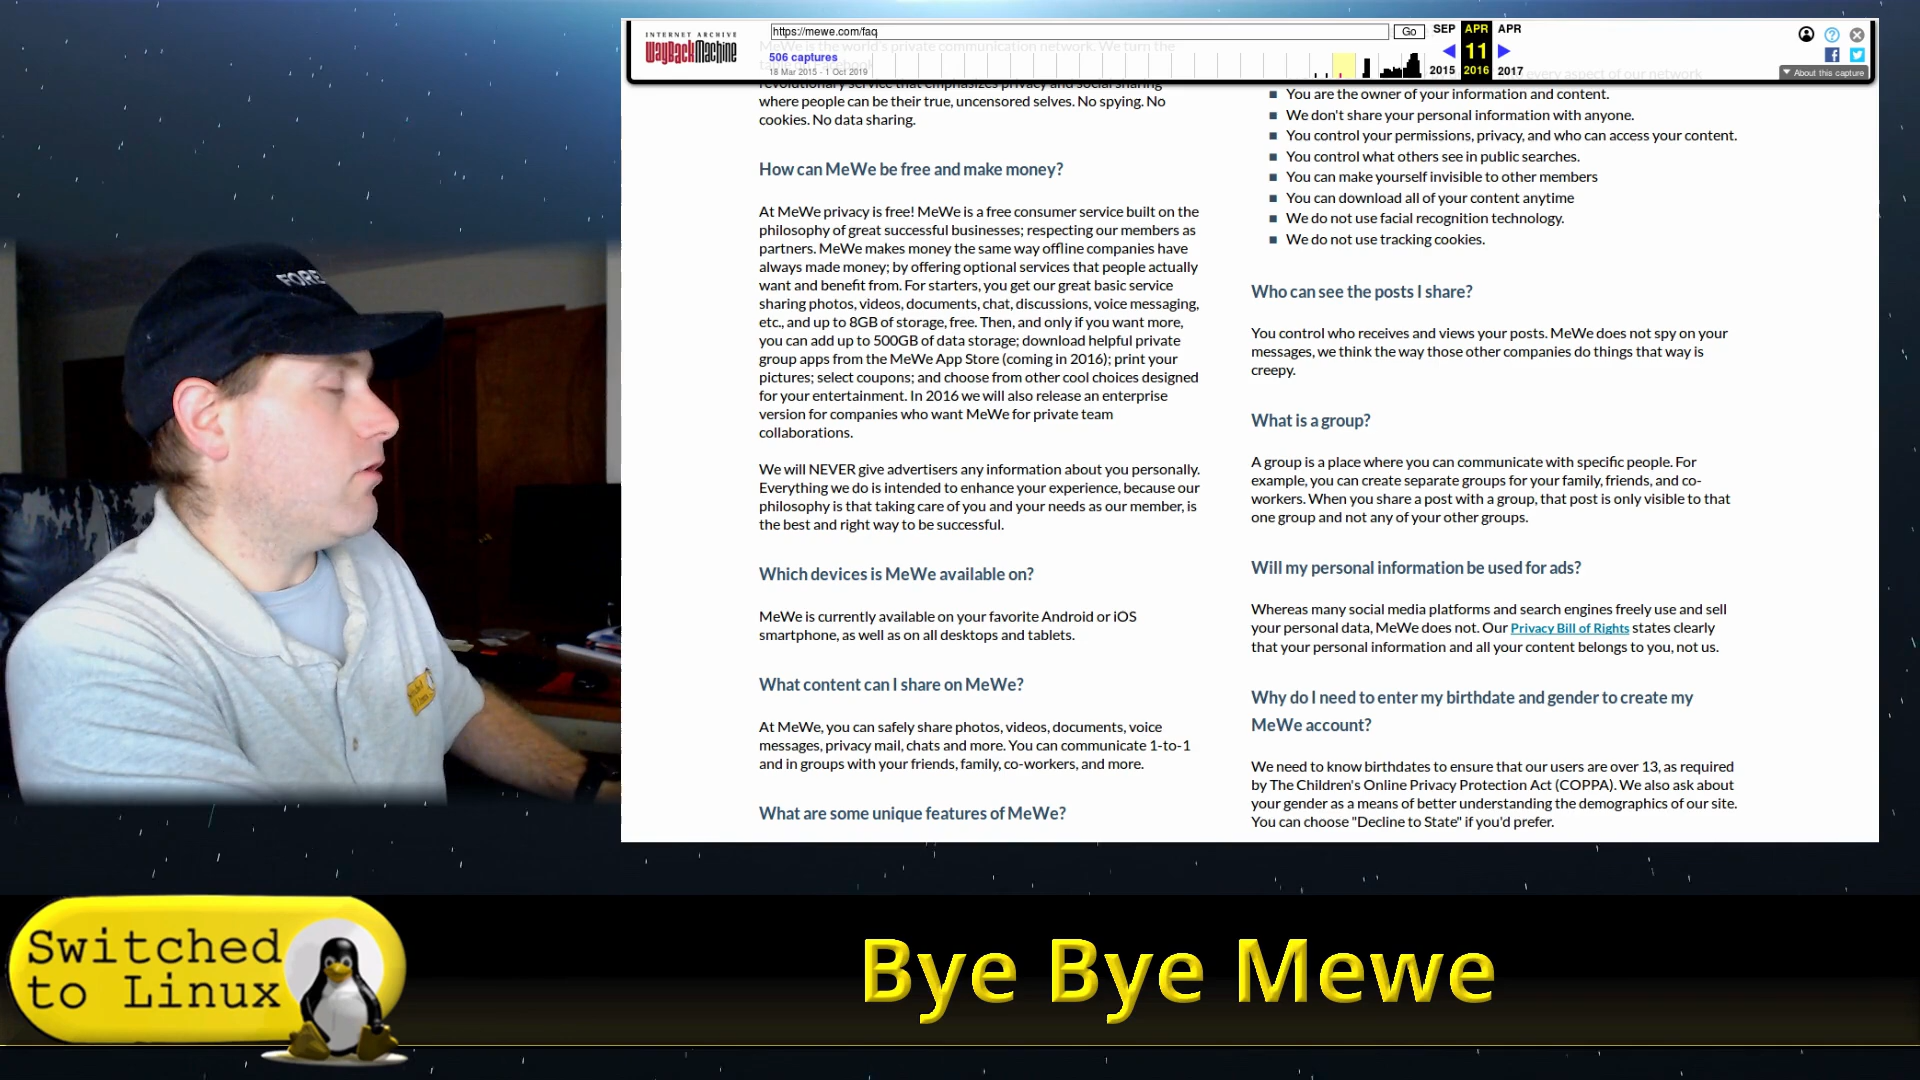 INTERNET ARCHIVE
WayBackMachine
https://mewe.com/faq
Go
SEP
APR
APR
506 captures
11
18 Mar 2015 - 1 Oct 2019
2015
2016
2017
About this capture
MeWe is the world's private communication network. We turn the
revolutionary service that emphasizes privacy and social sharing
where people can be their true, uncensored selves. No spying. No
cookies. No data sharing.
How can MeWe be free and make money?
At MeWe privacy is free! MeWe is a free consumer service built on the
philosophy of great successful businesses; respecting our members as
partners. MeWe makes money the same way offline companies have
always made money; by offering optional services that people actually
want and benefit from. For starters, you get our great basic service
sharing photos, videos, documents, chat, discussions, voice messaging,
etc., and up to 8GB of storage, free. Then, and only if you want more,
you can add up to 500GB of data storage; download helpful private
group apps from the MeWe App Store (coming in 2016); print your
pictures; select coupons; and choose from other cool choices designed
for your entertainment. In 2016 we will also release an enterprise
version for companies who want MeWe for private team
collaborations.
We will NEVER give advertisers any information about you personally.
Everything we do is intended to enhance your experience, because our
philosophy is that taking care of you and your needs as our member, is
the best and right way to be successful.
Which devices is MeWe available on?
MeWe is currently available on your favorite Android or iOS
smartphone, as well as on all desktops and tablets.
What content can I share on MeWe?
At MeWe, you can safely share photos, videos, documents, voice
messages, privacy mail, chats and more. You can communicate 1-to-1
and in groups with your friends, family, co-workers, and more.
What are some unique features of MeWe?
every aspect of our network
You are the owner of your information and content.
We don't share your personal information with anyone.
You control your permissions, privacy, and who can access your content.
You control what others see in public searches.
You can make yourself invisible to other members
You can download all of your content anytime
We do not use facial recognition technology.
We do not use tracking cookies.
Who can see the posts I share?
You control who receives and views your posts. MeWe does not spy on your
messages, we think the way those other companies do things that way is
creepy.
What is a group?
A group is a place where you can communicate with specific people. For
example, you can create separate groups for your family, friends, and co-
workers. When you share a post with a group, that post is only visible to that
one group and not any of your other groups.
Will my personal information be used for ads?
Whereas many social media platforms and search engines freely use and sell
your personal data, MeWe does not. Our Privacy Bill of Rights states clearly
that your personal information and all your content belongs to you, not us.
Why do I need to enter my birthdate and gender to create my
MeWe account?
We need to know birthdates to ensure that our users are over 13, as required
by The Children's Online Privacy Protection Act (COPPA). We also ask about
your gender as a means of better understanding the demographics of our site.
You can choose "Decline to State" if you'd prefer.
FORE
Switched
to Linux
Bye Bye Mewe